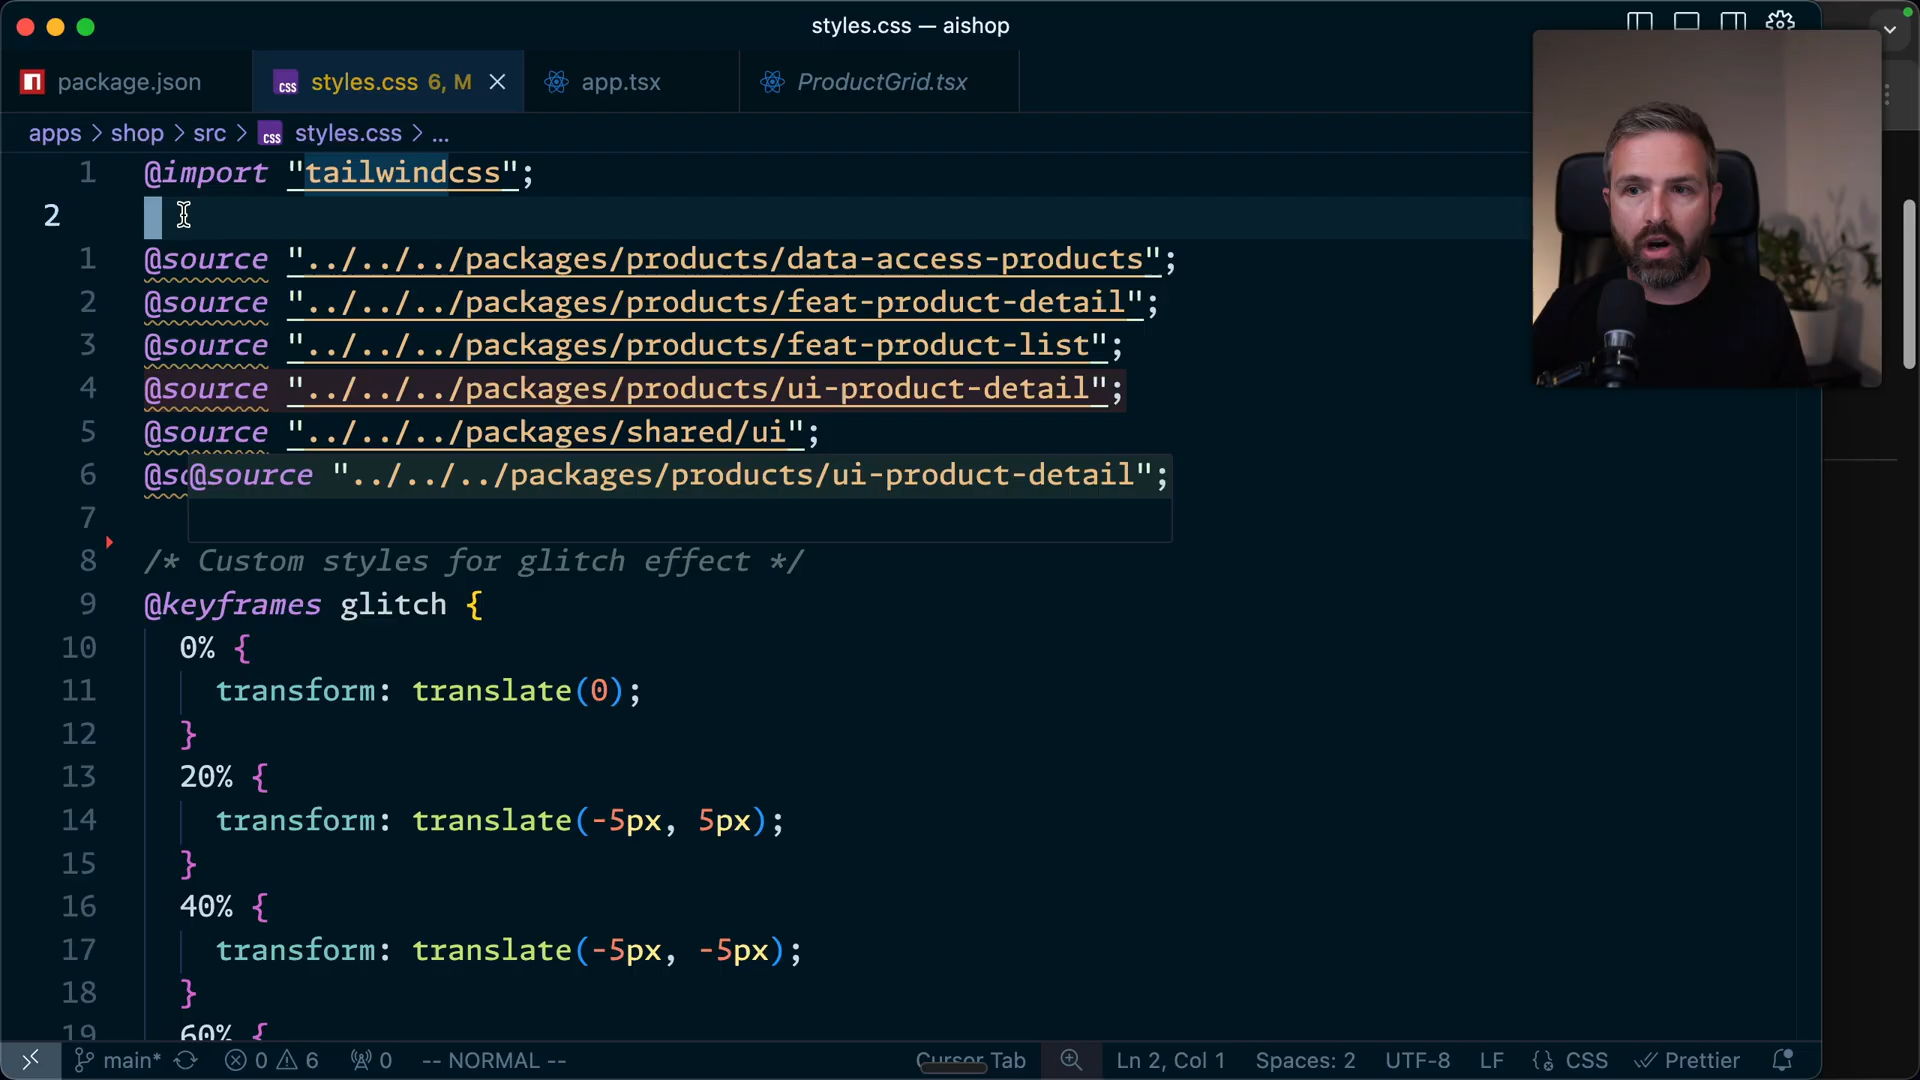 styles.css — aishop
package.json
styles.css 6, M
app.tsx
ProductGrid.tsx
apps > shop > src > styles.css > ...
1 @import "tailwindcss";
2
1 @source "../../../packages/products/data-access-products";
2 @source "../../../packages/products/feat-product-detail";
3 @source "../../../packages/products/feat-product-list";
4 @source "../../../packages/products/ui-product-detail";
5 @source "../../../packages/shared/ui";
6 @so@source "../../../packages/products/ui-product-detail";
7
8 /* Custom styles for glitch effect */
9 @keyframes glitch {
10 0% {
11 transform: translate(0);
12 }
13 20% {
14 transform: translate(-5px, 5px);
15 }
16 40% {
17 transform: translate(-5px, -5px);
18 }
19 60% {
main* 0 6 0 -- NORMAL -- Cursor Tab Ln 2, Col 1 Spaces: 2 UTF-8 LF CSS Prettier